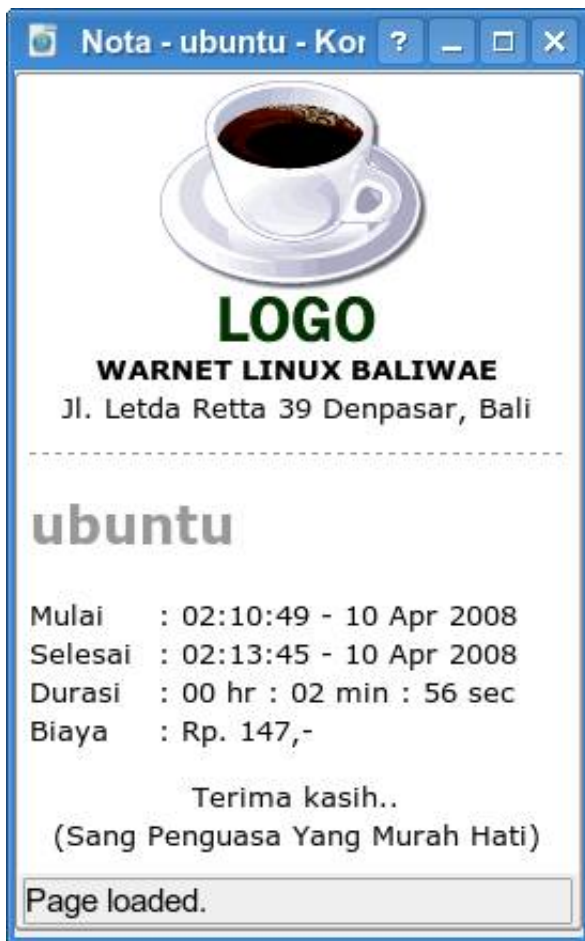 Nota - ubuntu - Kor
LOGO
WARNET LINUX BALIWAE
Jl. Letda Retta 39 Denpasar, Bali
ubuntu
Mulai : 02:10:49 - 10 Apr 2008
Selesai : 02:13:45 - 10 Apr 2008
Durasi : 00 hr : 02 min : 56 sec
Biaya : Rp. 147,-
Terima kasih..
(Sang Penguasa Yang Murah Hati)
Page loaded.